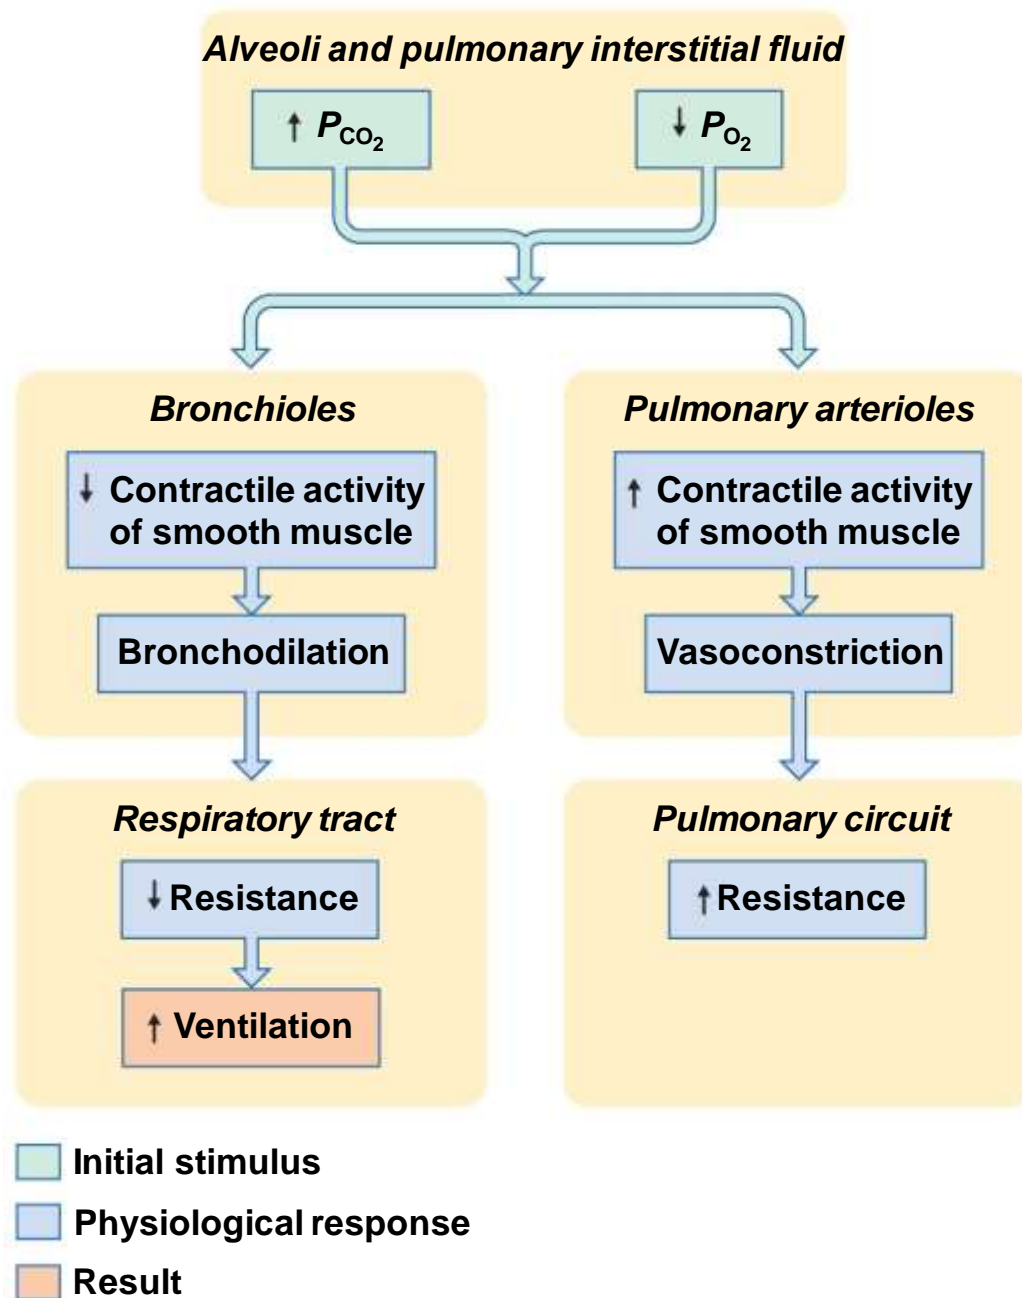 Alveoli and pulmonary interstitial fluid
↑ PCO₂
↓ PO₂
Bronchioles
↓ Contractile activity
of smooth muscle
Bronchodilation
Pulmonary arterioles
↑ Contractile activity
of smooth muscle
Vasoconstriction
Respiratory tract
↓ Resistance
↑ Ventilation
Pulmonary circuit
↑ Resistance
Initial stimulus
Physiological response
Result